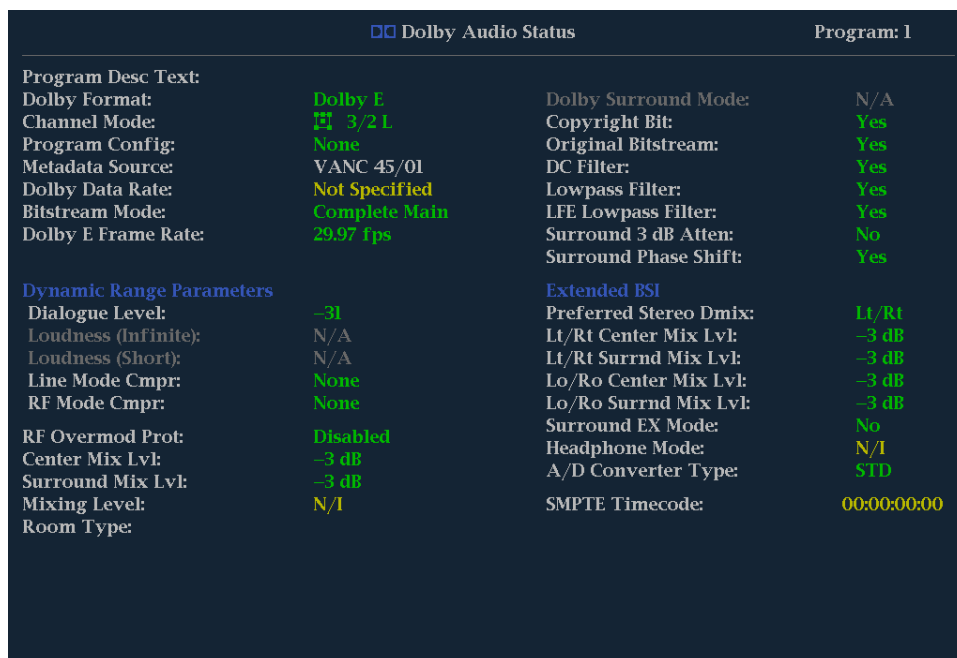 Dolby Audio Status Program: 1
Program Desc Text:
Dolby Format: Dolby E Dolby Surround Mode: N/A
Channel Mode: 3/2 L Copyright Bit: Yes
Program Config: None Original Bitstream: Yes
Metadata Source: VANC 45/01 DC Filter: Yes
Dolby Data Rate: Not Specified Lowpass Filter: Yes
Bitstream Mode: Complete Main LFE Lowpass Filter: Yes
Dolby E Frame Rate: 29.97 fps Surround 3 dB Atten: No
Surround Phase Shift: Yes
Dynamic Range Parameters Extended BSI
Dialogue Level: –31 Preferred Stereo Dmix: Lt/Rt
Loudness (Infinite): N/A Lt/Rt Center Mix Lvl: –3 dB
Loudness (Short): N/A Lt/Rt Surrnd Mix Lvl: –3 dB
Line Mode Cmpr: None Lo/Ro Center Mix Lvl: –3 dB
RF Mode Cmpr: None Lo/Ro Surrnd Mix Lvl: –3 dB
Surround EX Mode: No
RF Overmod Prot: Disabled Headphone Mode: N/I
Center Mix Lvl: –3 dB A/D Converter Type: STD
Surround Mix Lvl: –3 dB
Mixing Level: N/I SMPTE Timecode: 00:00:00:00
Room Type: